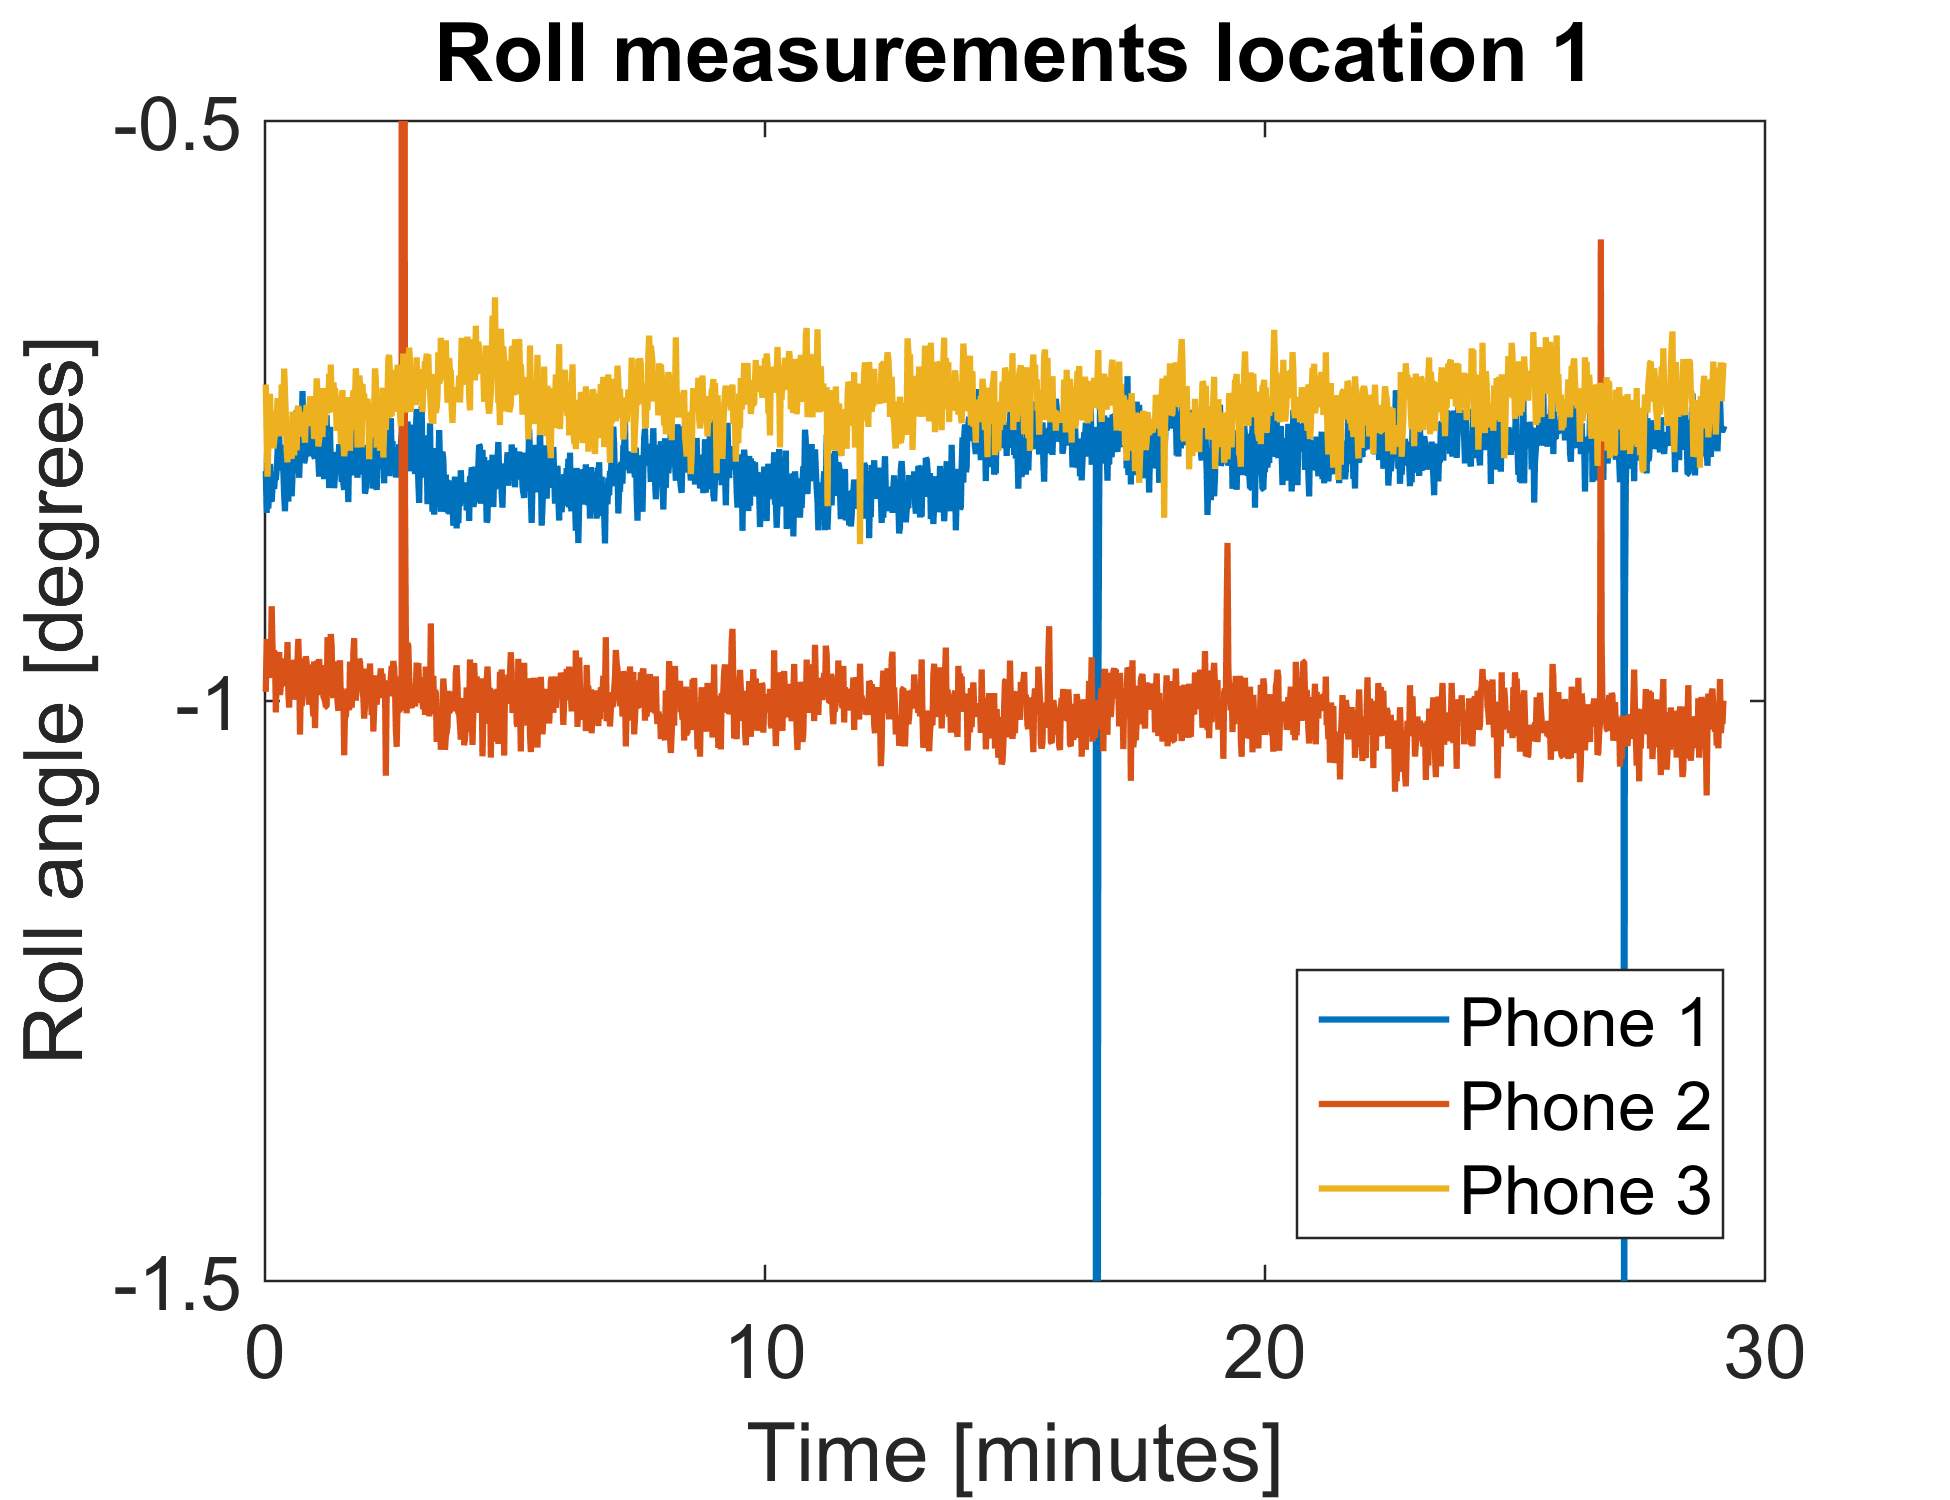 Roll measurements location 1
-0.5
-1
-1.5
Roll angle [degrees]
Phone 1
Phone 2
Phone 3
0 10 20 30
Time [minutes]